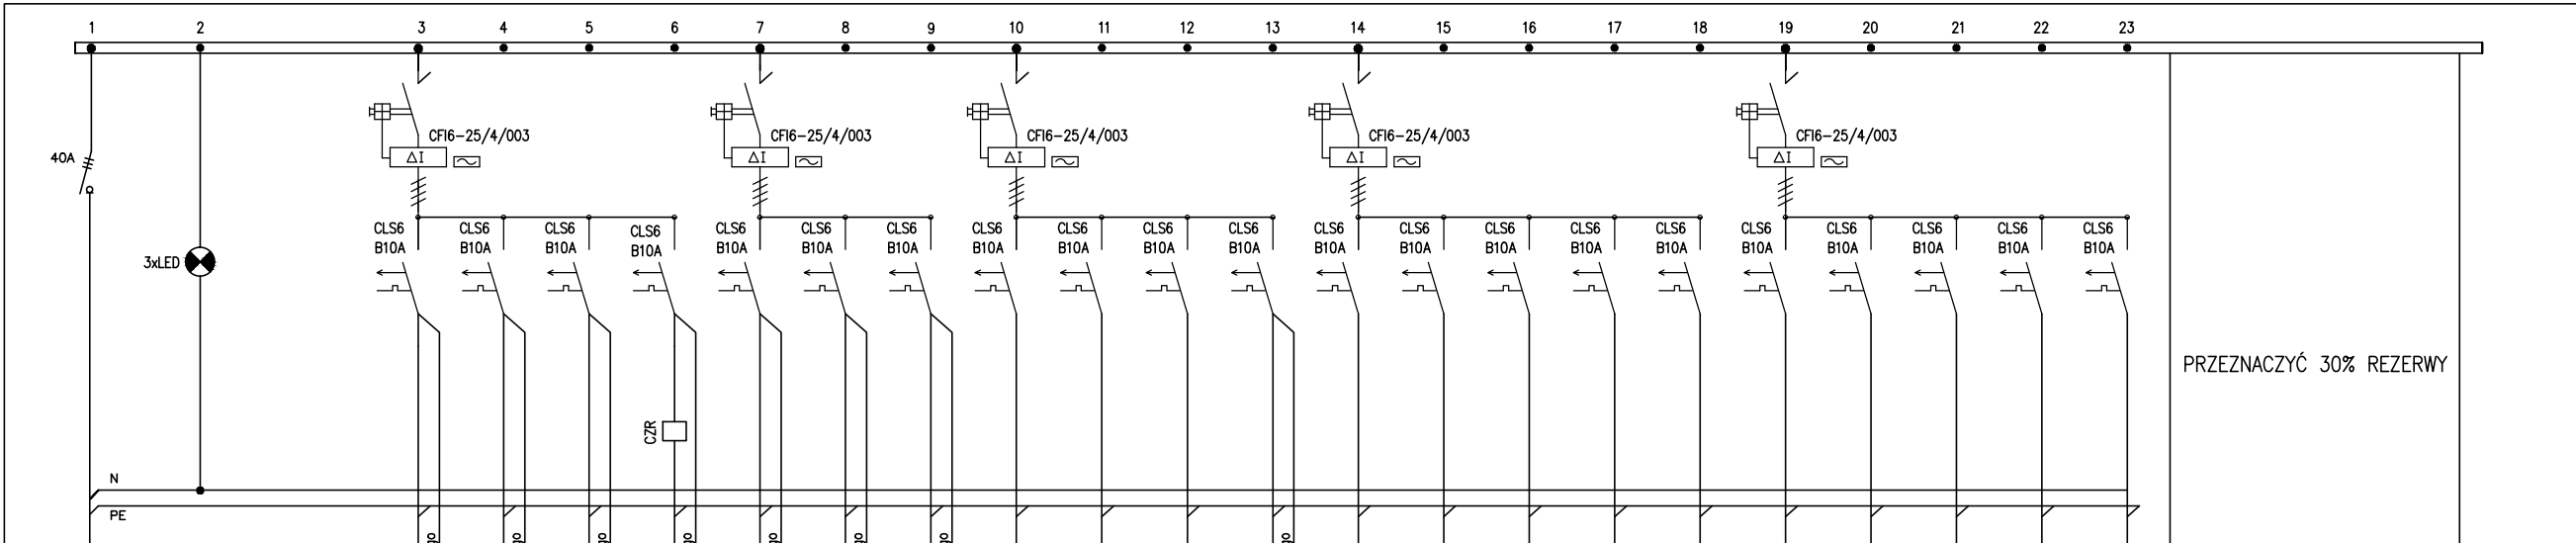 1 2 3 4 5 6 7 8 9 10 11 12 13 14 15 16 17 18 19 20 21 22 23
CFI6-25/4/003 CFI6-25/4/003 CFI6-25/4/003 CFI6-25/4/003 CFI6-25/4/003
40A ΔI ΔI ΔI ΔI ΔI
CLS6 CLS6 CLS6 CLS6 CLS6 CLS6 CLS6 CLS6 CLS6 CLS6 CLS6 CLS6 CLS6 CLS6 CLS6 CLS6 CLS6 CLS6 CLS6 CLS6 CLS6
B10A B10A B10A B10A B10A B10A B10A B10A B10A B10A B10A B10A B10A B10A B10A B10A B10A B10A B10A B10A B10A
3xLED
PRZEZNACZYĆ 30% REZERWY
CZR
N
PE